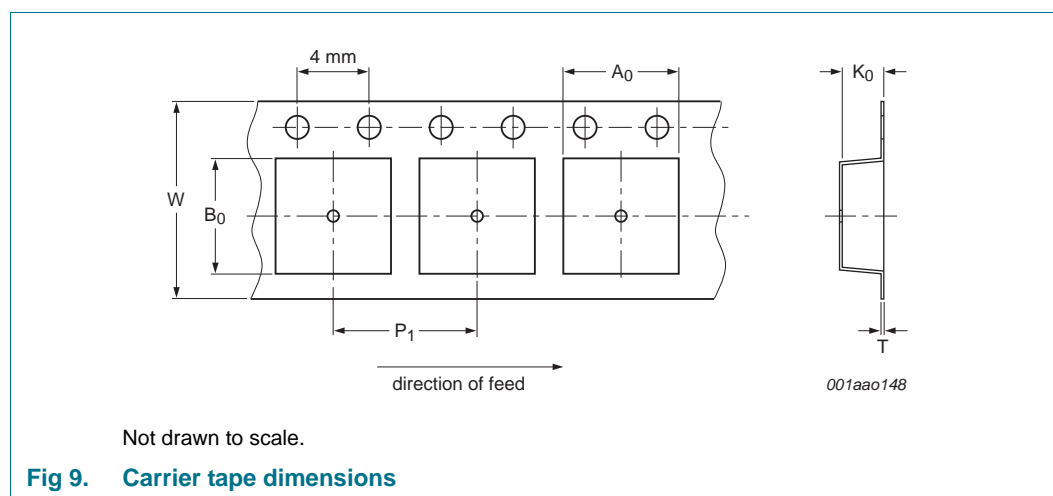 4 mm
A0
K0
W
B0
P1
T
direction of feed
001aao148
Not drawn to scale.
Fig 9. Carrier tape dimensions